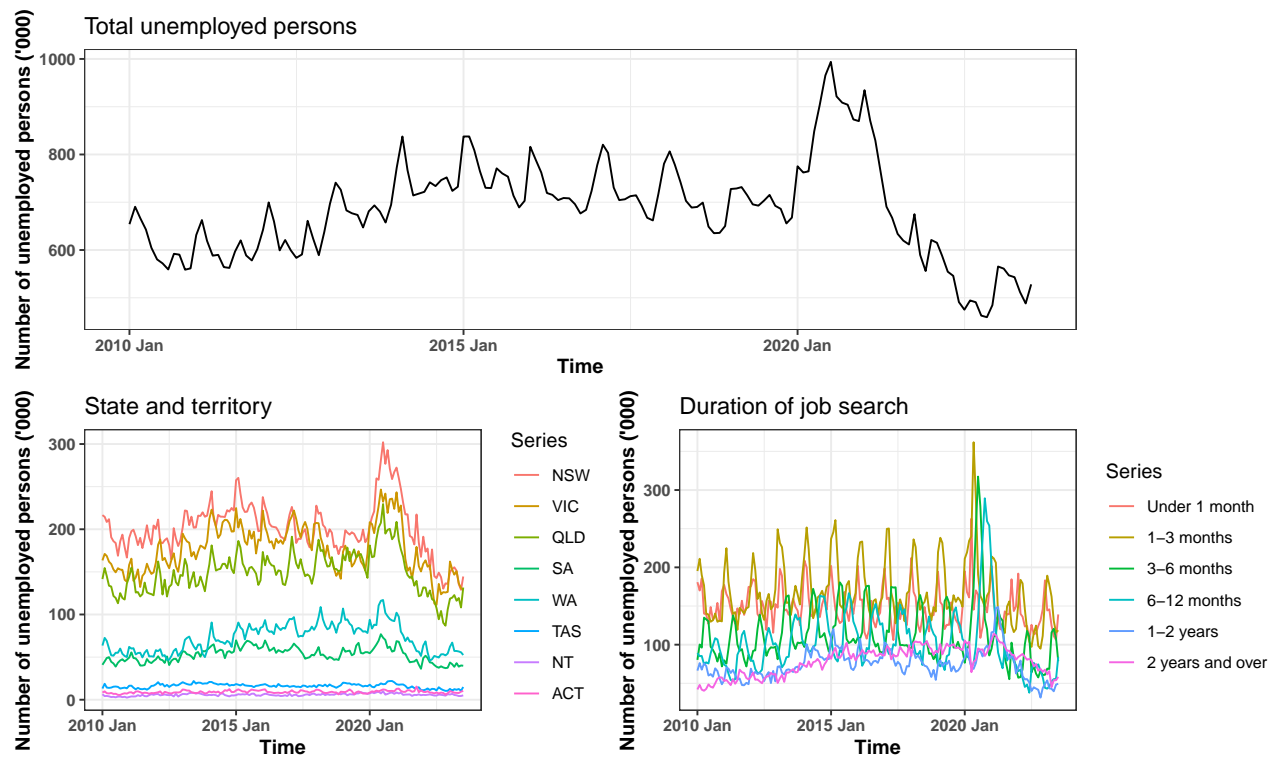 Total unemployed persons
Number of unemployed persons ('000)
1000
800
600
2010 Jan
2015 Jan
2020 Jan
Time
State and territory
Number of unemployed persons ('000)
300
200
100
0
2010 Jan
2015 Jan
2020 Jan
Time
Series
NSW
VIC
QLD
SA
WA
TAS
NT
ACT
Duration of job search
Number of unemployed persons ('000)
300
200
100
2010 Jan
2015 Jan
2020 Jan
Time
Series
Under 1 month
1–3 months
3–6 months
6–12 months
1–2 years
2 years and over